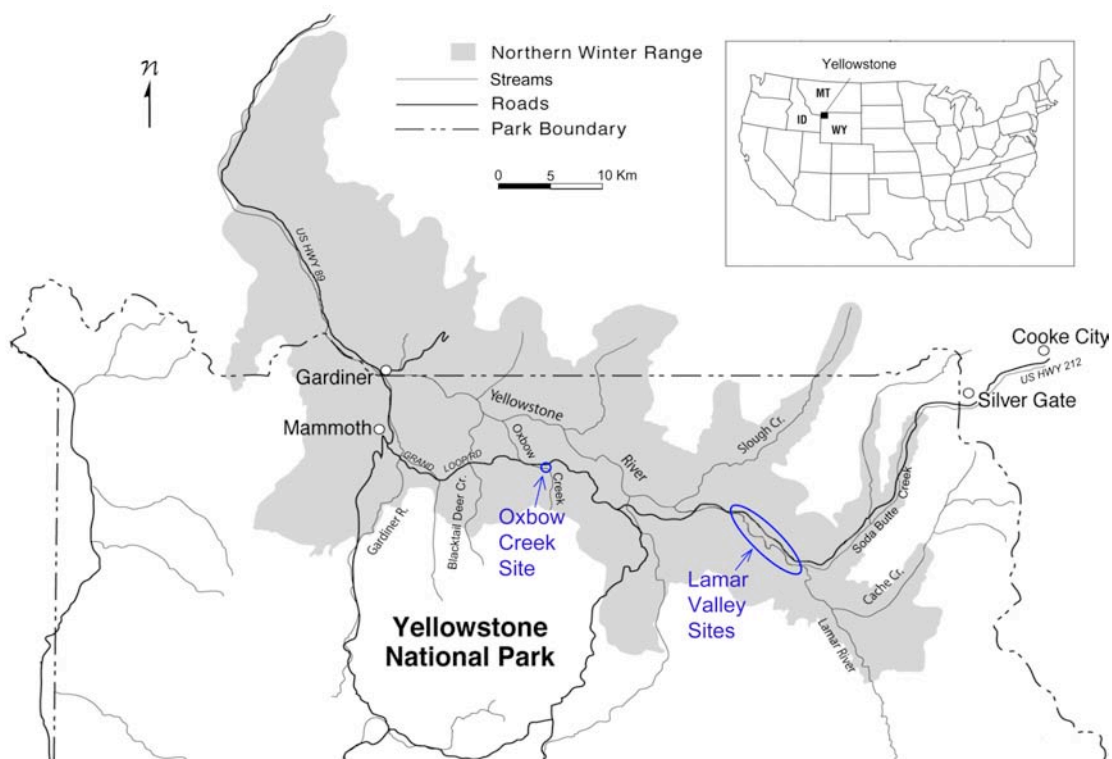 n
Northern Winter Range
Streams
Roads
Park Boundary
0 5 10 Km
Yellowstone
MT
ID
WY
US HWY 89
Gardiner
Mammoth
Yellowstone
River
Oxbow
Creek
Slough Cr.
Cooke City
US HWY 212
Silver Gate
GRAND LOOP RD
Gardiner R.
Blacktail Deer Cr.
Oxbow
Creek
Site
Lamar
Valley
Sites
Soda Butte Creek
Cache Cr.
Lamar River
Yellowstone
National Park